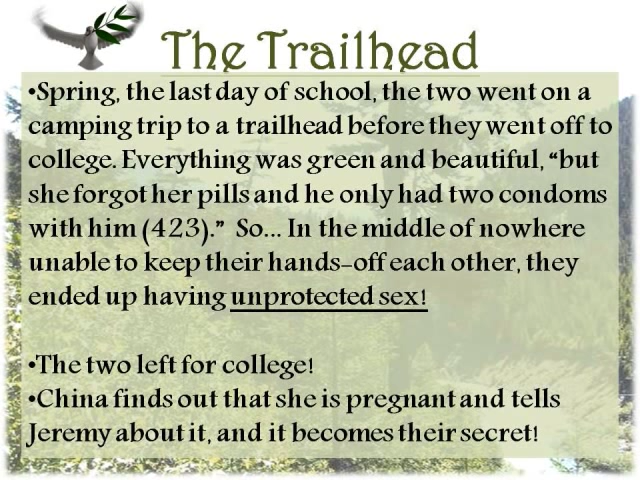 The Trailhead
•Spring, the last day of school, the two went on a
camping trip to a trailhead before they went off to
college. Everything was green and beautiful, “but
she forgot her pills and he only had two condoms
with him (423).” So... In the middle of nowhere
unable to keep their hands-off each other, they
ended up having unprotected sex!
•The two left for college!
•China finds out that she is pregnant and tells
Jeremy about it, and it becomes their secret!